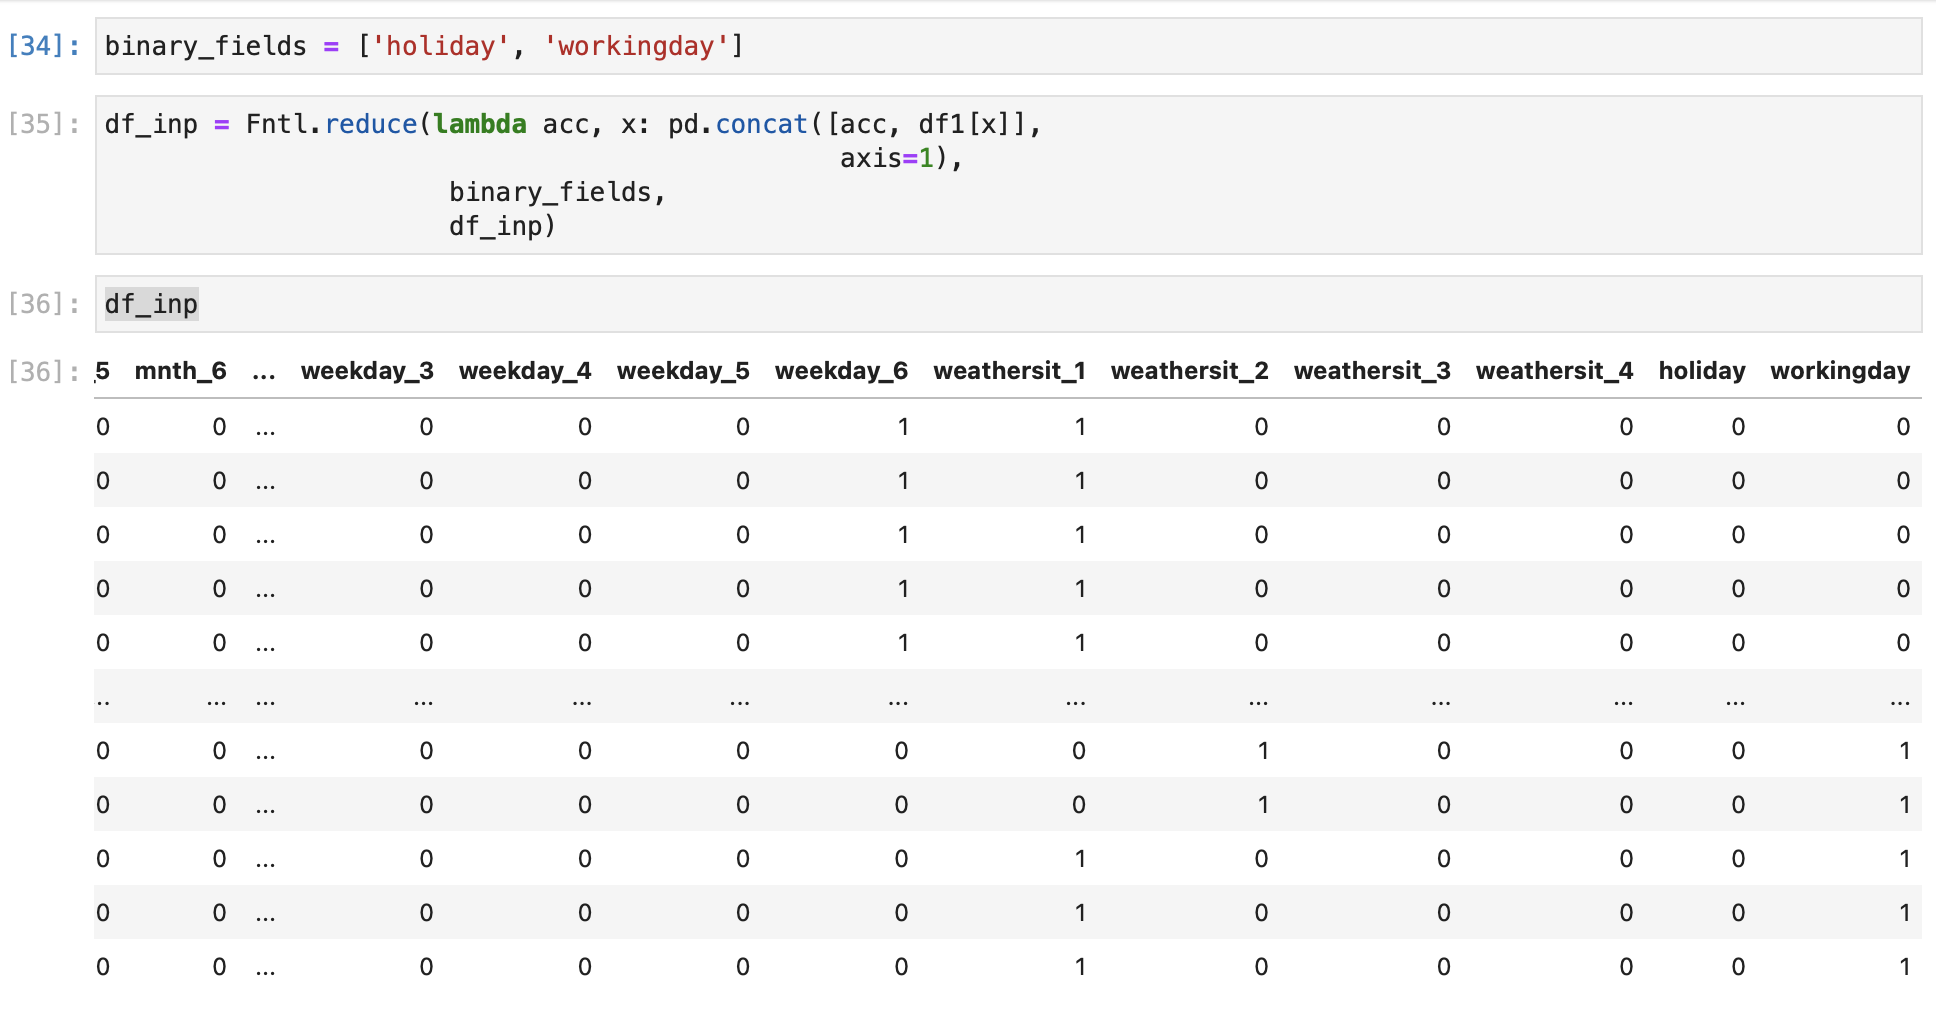 [34]: binary_fields = ['holiday', 'workingday']
[35]: df_inp = Fntl.reduce(lambda acc, x: pd.concat([acc, df1[x]],
axis=1),
binary_fields,
df_inp)
[36]: df_inp
[36]: _5 mnth_6 ... weekday_3 weekday_4 weekday_5 weekday_6 weathersit_1 weathersit_2 weathersit_3 weathersit_4 holiday workingday
0 0 ... 0 0 0 1 1 0 0 0 0 0
0 0 ... 0 0 0 1 1 0 0 0 0 0
0 0 ... 0 0 0 1 1 0 0 0 0 0
0 0 ... 0 0 0 1 1 0 0 0 0 0
0 0 ... 0 0 0 1 1 0 0 0 0 0
.. ... ... ... ... ... ... ... ... ... ... ... ...
0 0 ... 0 0 0 0 0 1 0 0 0 1
0 0 ... 0 0 0 0 0 1 0 0 0 1
0 0 ... 0 0 0 0 1 0 0 0 0 1
0 0 ... 0 0 0 0 1 0 0 0 0 1
0 0 ... 0 0 0 0 1 0 0 0 0 1